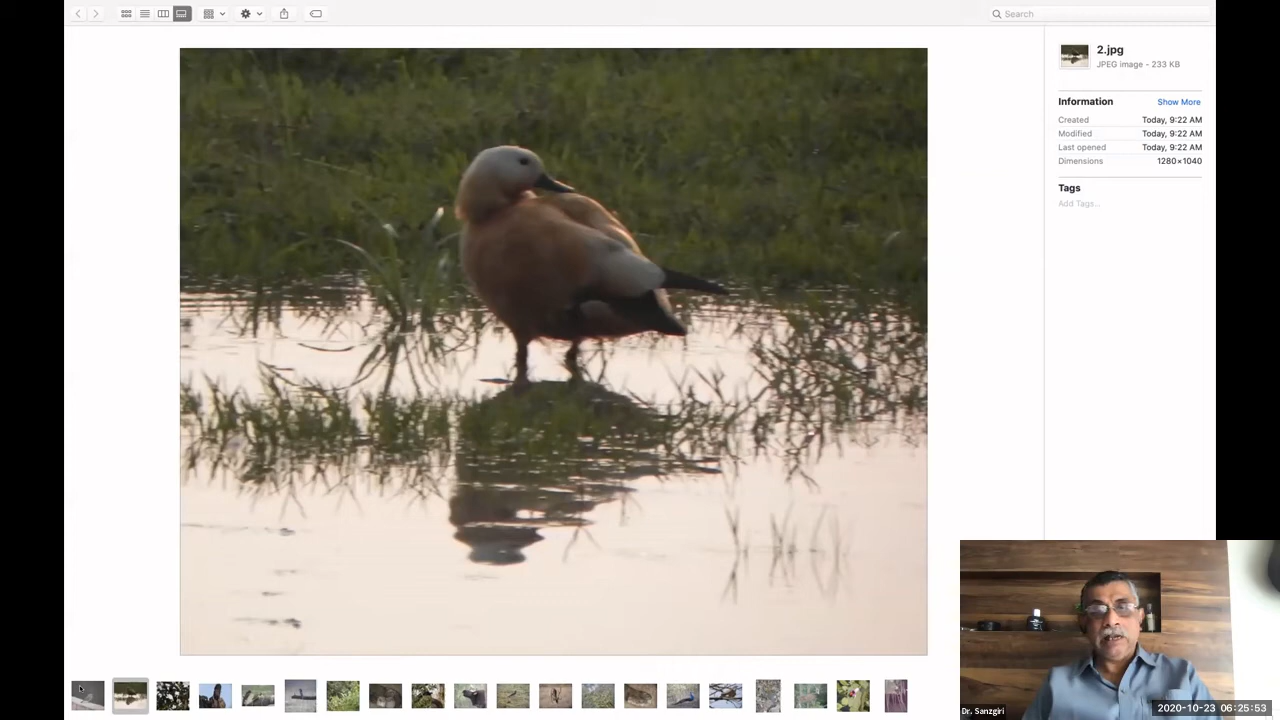 Search
2.jpg
JPEG image - 233 KB
Information Show More
Created Today, 9:22 AM
Modified Today, 9:22 AM
Last opened Today, 9:22 AM
Dimensions 1280×1040
Tags
Add Tags...
Dr. Sanzgiri
2020-10-23 06:25:53